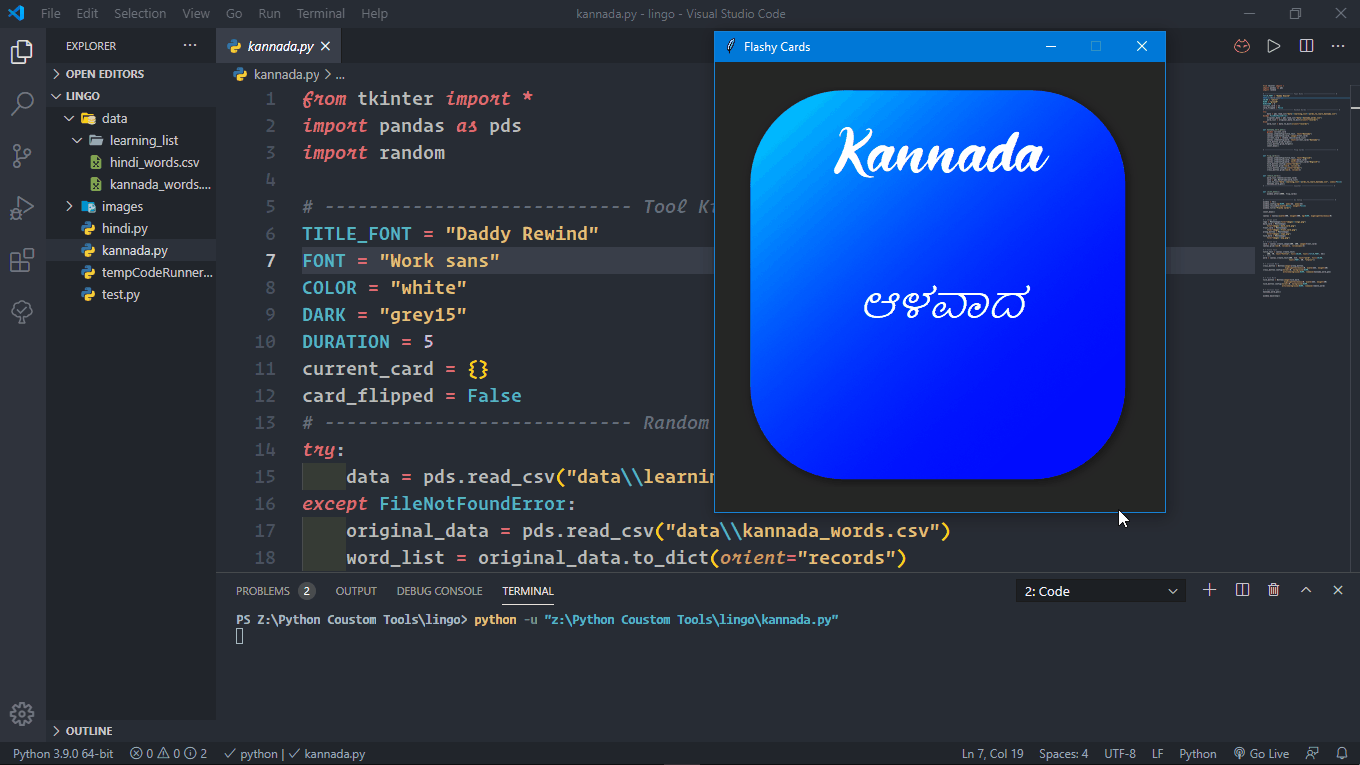 File Edit Selection View Go Run Terminal Help
kannada.py - lingo - Visual Studio Code
EXPLORER
OPEN EDITORS
LINGO
data
learning_list
hindi_words.csv
kannada_words....
images
hindi.py
kannada.py
tempCodeRunner...
test.py
OUTLINE
kannada.py
kannada.py > ...
1 from tkinter import *
2 import pandas as pds
3 import random
4
5 # ---------------------------- Tool Ki
6 TITLE_FONT = "Daddy Rewind"
7 FONT = "Work sans"
8 COLOR = "white"
9 DARK = "grey15"
10 DURATION = 5
11 current_card = {}
12 card_flipped = False
13 # ---------------------------- Random
14 try:
15 data = pds.read_csv("data\\learnin
16 except FileNotFoundError:
17 original_data = pds.read_csv("data\\kannada_words.csv")
18 word_list = original_data.to_dict(orient="records")
Flashy Cards
Kannada
ಆಳವಾದ
PROBLEMS 2 OUTPUT DEBUG CONSOLE TERMINAL
2: Code
PS Z:\Python Coustom Tools\lingo> python -u "z:\Python Coustom Tools\lingo\kannada.py"
Python 3.9.0 64-bit 0 0 2 python | kannada.py
Ln 7, Col 19 Spaces: 4 UTF-8 LF Python Go Live